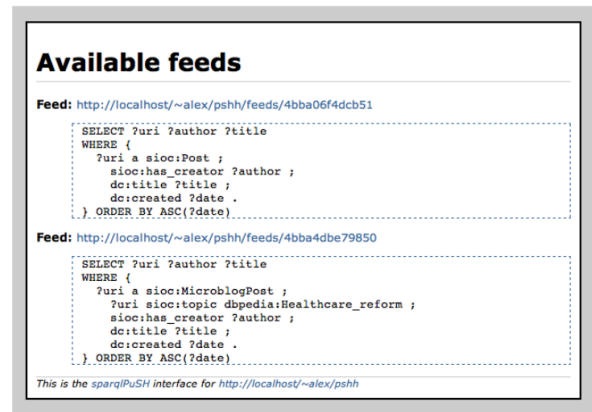 Available feeds
Feed: http://localhost/~alex/pshh/feeds/4bba06f4dcb51
SELECT ?uri ?author ?title
WHERE {
?uri a sioc:Post ;
sioc:has_creator ?author ;
dc:title ?title ;
dc:created ?date .
} ORDER BY ASC(?date)
Feed: http://localhost/~alex/pshh/feeds/4bba4dbe79850
SELECT ?uri ?author ?title
WHERE {
?uri a sioc:MicroblogPost ;
?uri sioc:topic dbpedia:Healthcare_reform ;
sioc:has_creator ?author ;
dc:title ?title ;
dc:created ?date .
} ORDER BY ASC(?date)
This is the sparqlPuSH interface for http://localhost/~alex/pshh